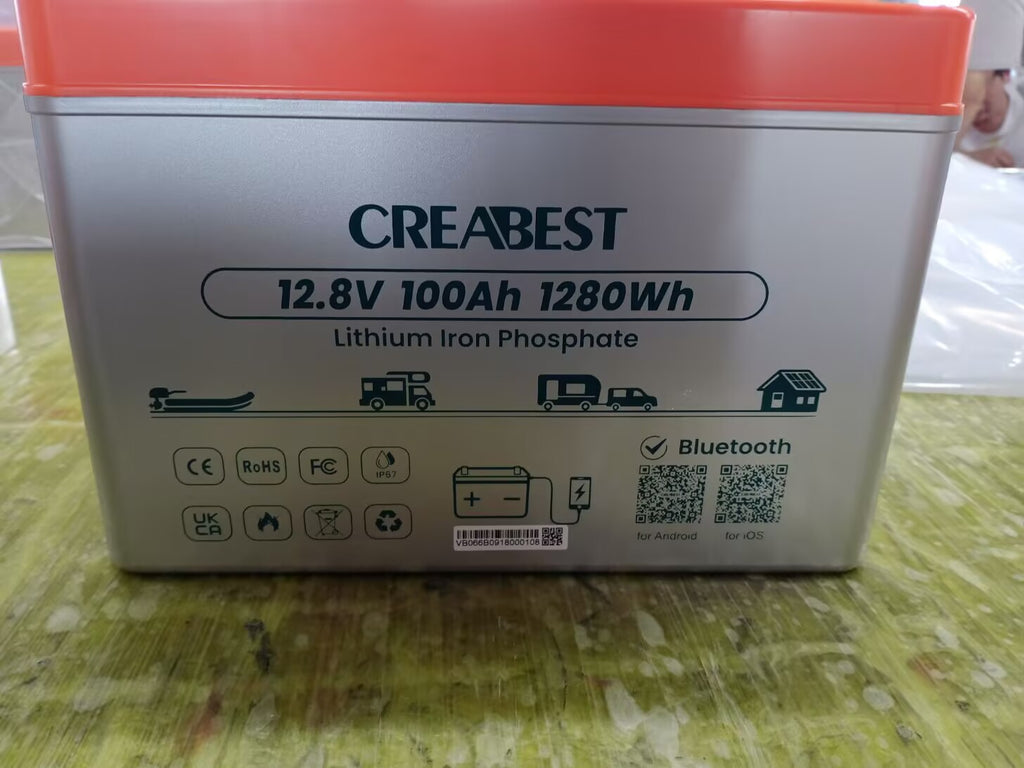 CREABEST
12.8V 100Ah 1280Wh
Lithium Iron Phosphate
Bluetooth
CE RoHS FC IP67
UK CA
+ −
VB066B0918000108
for Android for iOS